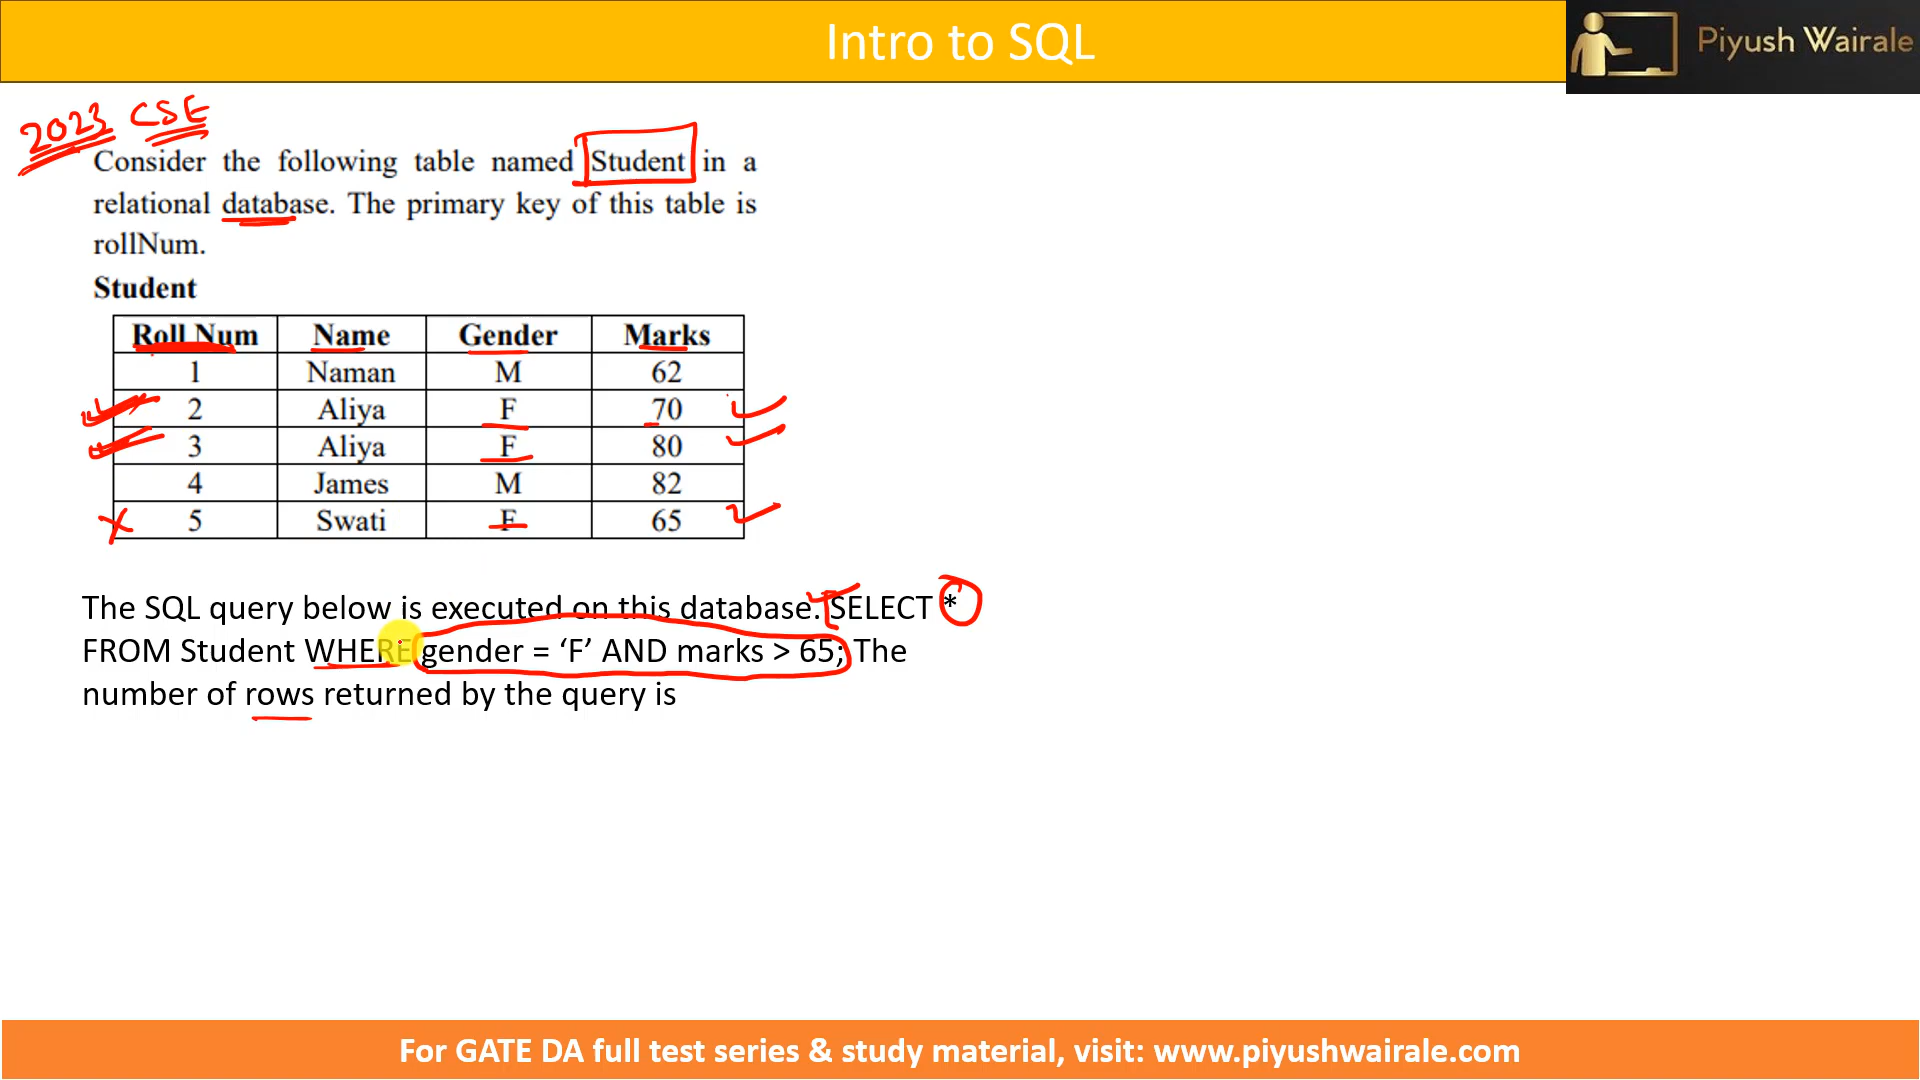 Intro to SQL
Piyush Wairale
2023 CSE
Consider the following table named Student in a
relational database. The primary key of this table is
rollNum.
Student
Roll Num Name Gender Marks
1 Naman M 62
2 Aliya F 70
3 Aliya F 80
4 James M 82
5 Swati F 65
The SQL query below is executed on this database. SELECT *
FROM Student WHERE gender = ‘F’ AND marks > 65; The
number of rows returned by the query is
For GATE DA full test series & study material, visit: www.piyushwairale.com